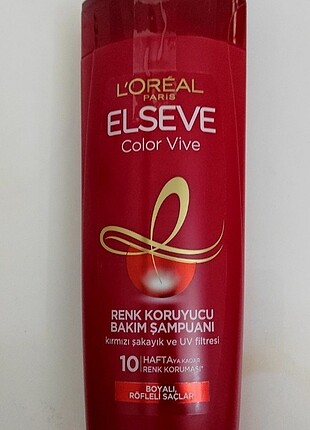 L'ORÉAL
PARIS
ELSEVE
Color Vive
RENK KORUYUCU
BAKIM ŞAMPUANI
kırmızı şakayık ve UV filtresi
10 HAFTAYA KADAR
RENK KORUMASI*
BOYALI,
RÖFLELİ SAÇLAR